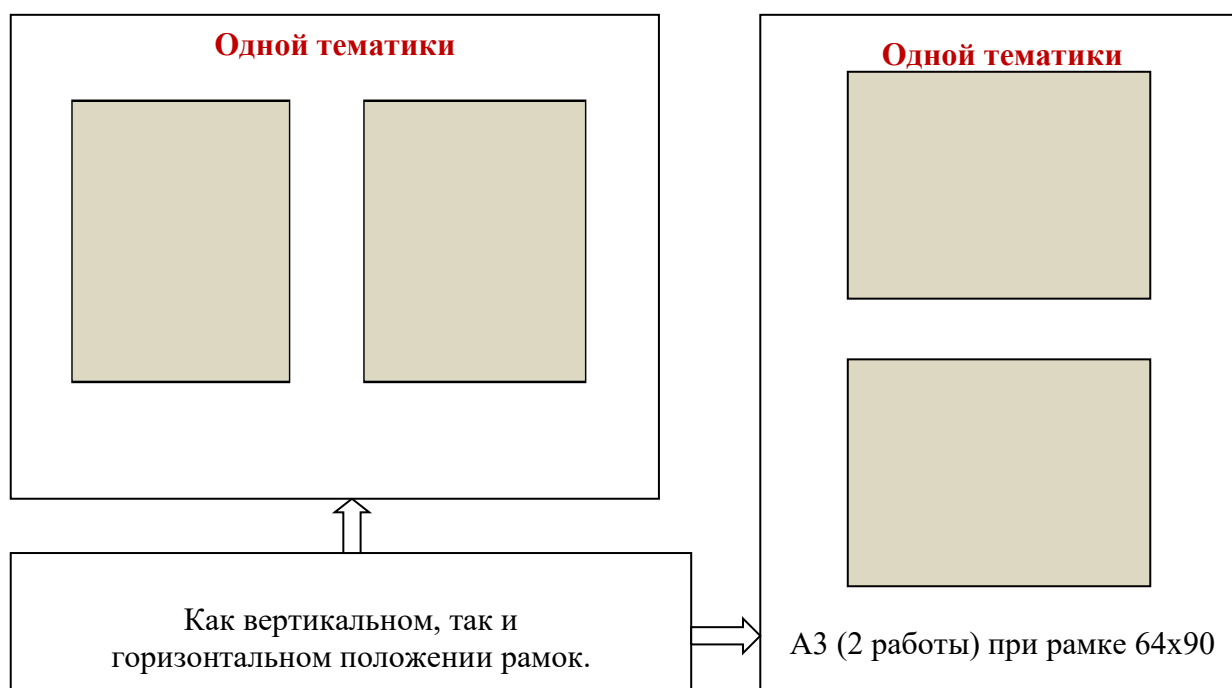 Одной тематики
Одной тематики
Как вертикальном, так и
горизонтальном положении рамок.
А3 (2 работы) при рамке 64х90